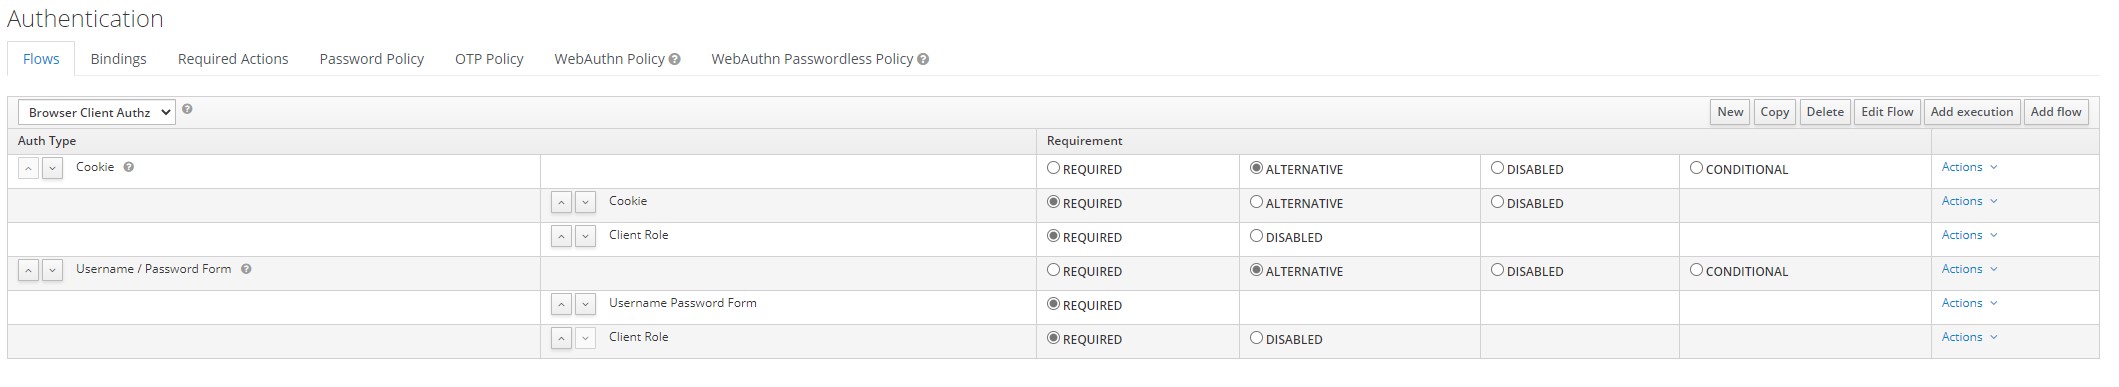 Authentication
Flows Bindings Required Actions Password Policy OTP Policy WebAuthn Policy WebAuthn Passwordless Policy
Browser Client Authz New Copy Delete Edit Flow Add execution Add flow
Auth Type Requirement
Cookie REQUIRED ALTERNATIVE DISABLED CONDITIONAL Actions
Cookie REQUIRED ALTERNATIVE DISABLED Actions
Client Role REQUIRED DISABLED Actions
Username / Password Form REQUIRED ALTERNATIVE DISABLED CONDITIONAL Actions
Username Password Form REQUIRED Actions
Client Role REQUIRED DISABLED Actions